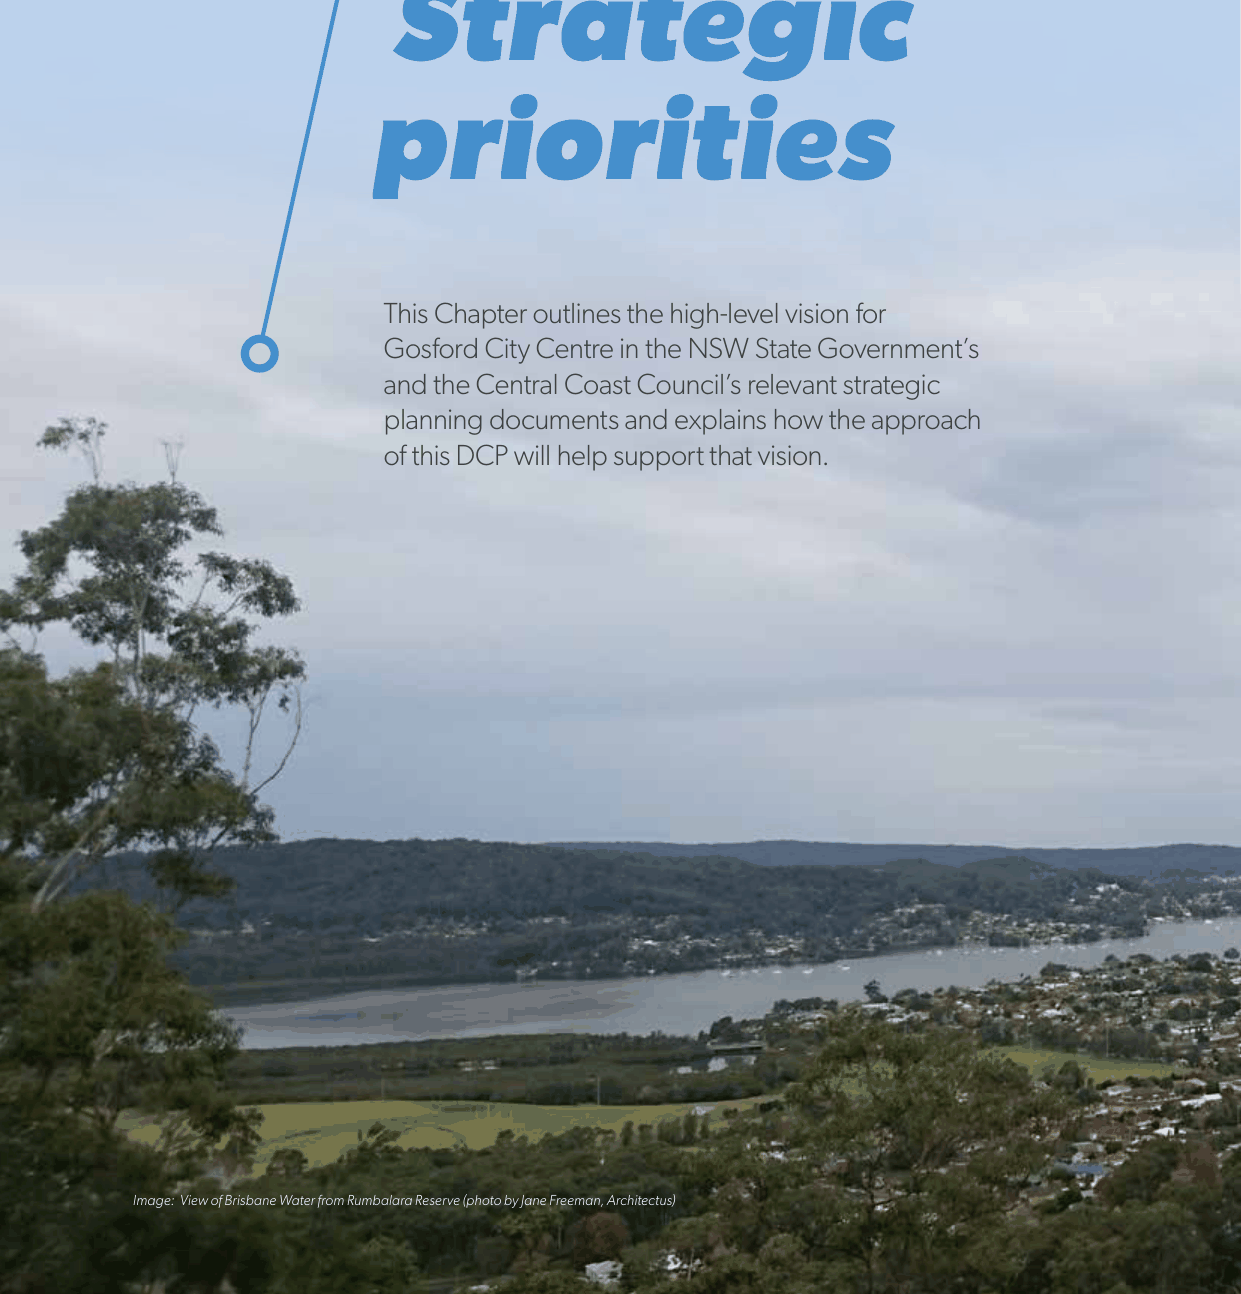 Strategic
priorities
This Chapter outlines the high-level vision for
Gosford City Centre in the NSW State Government’s
and the Central Coast Council’s relevant strategic
planning documents and explains how the approach
of this DCP will help support that vision.
Image:  View of Brisbane Water from Rumbalara Reserve (photo by Jane Freeman, Architectus)